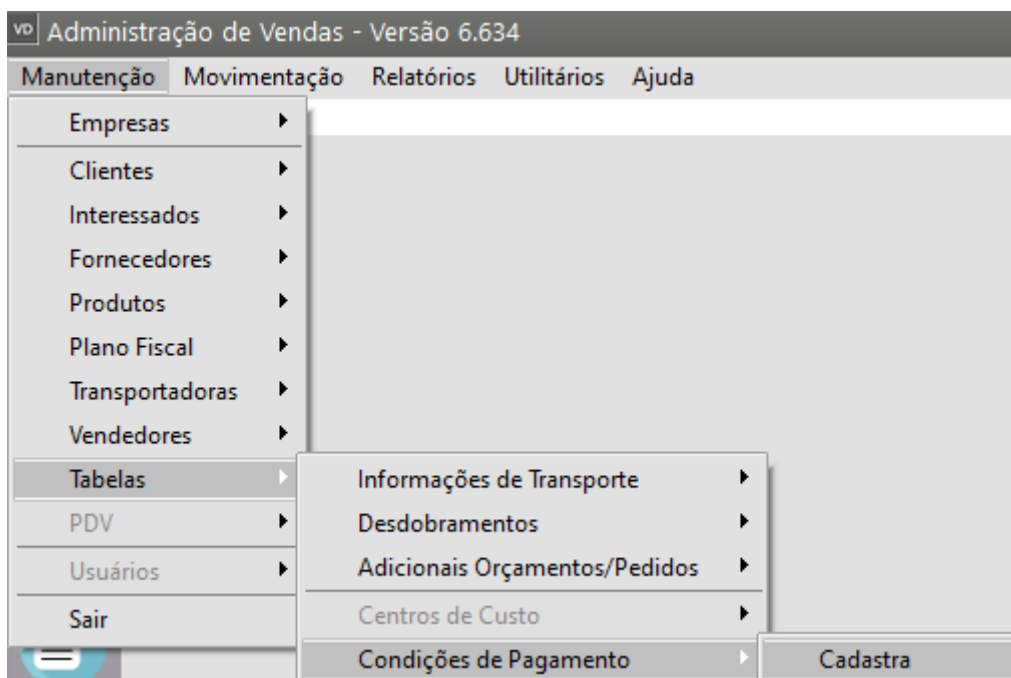 VD Administração de Vendas - Versão 6.634
Manutenção Movimentação Relatórios Utilitários Ajuda
Empresas
Clientes
Interessados
Fornecedores
Produtos
Plano Fiscal
Transportadoras
Vendedores
Tabelas
Informações de Transporte
PDV
Desdobramentos
Usuários
Adicionais Orçamentos/Pedidos
Sair
Centros de Custo
Condições de Pagamento
Cadastra